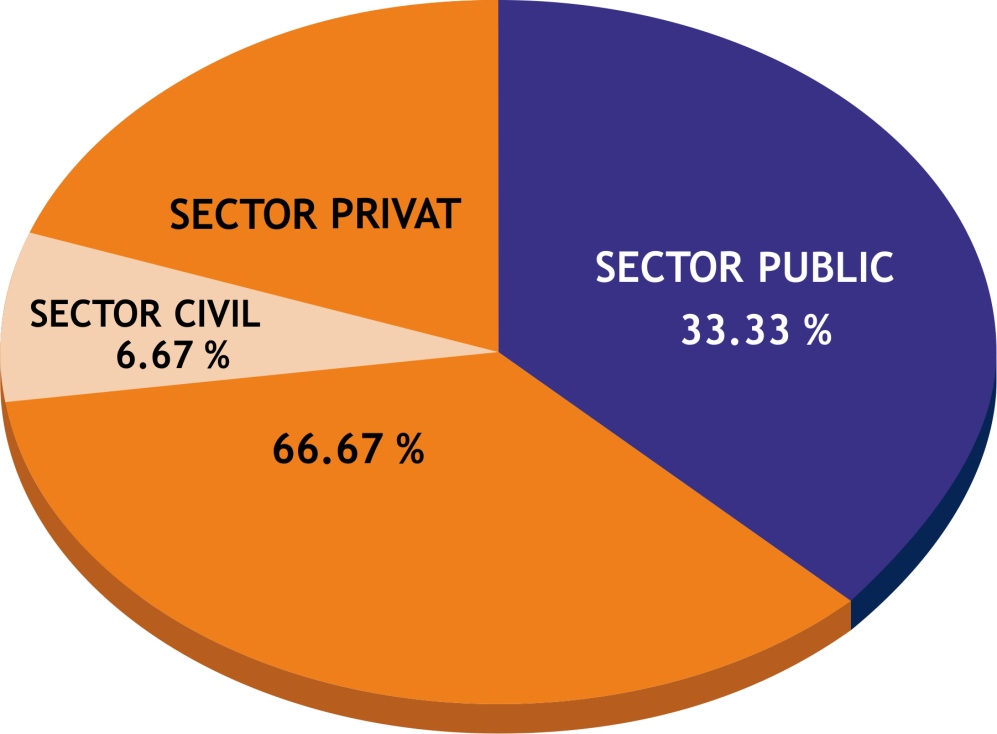 SECTOR PRIVAT
SECTOR PUBLIC
33.33 %
SECTOR CIVIL
6.67 %
66.67 %